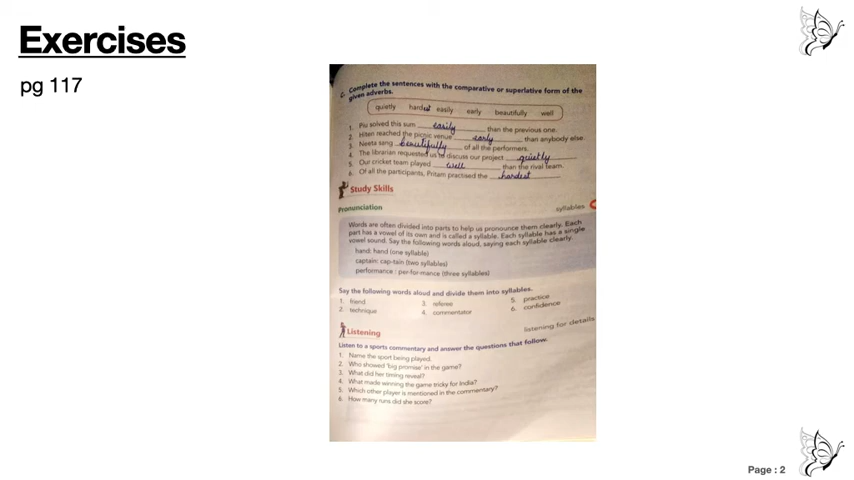 Exercises
pg 117
C. Complete the sentences with the comparative or superlative form of the
given adverbs.
quietly hardest easily early beautifully well
1. Piu solved this sum easily than the previous one.
2. Hiten reached the picnic venue early than anybody else.
3. Neeta sang beautifully of all the performers.
4. The librarian requested us to discuss our project quietly
5. Our cricket team played well than the rival team.
6. Of all the participants, Pritam practised the hardest
Study Skills
Pronunciation syllables
Words are often divided into parts to help us pronounce them clearly. Each
part has a vowel of its own and is called a syllable. Each syllable has a single
vowel sound. Say the following words aloud, saying each syllable clearly.
hand: hand (one syllable)
captain: cap-tain (two syllables)
performance : per-for-mance (three syllables)
Say the following words aloud and divide them into syllables.
1. friend 3. referee 5. practice
2. technique 4. commentator 6. confidence
Listening listening for details
Listen to a sports commentary and answer the questions that follow.
1. Name the sport being played.
2. Who showed 'big promise' in the game?
3. What did her timing reveal?
4. What made winning the game tricky for India?
5. Which other player is mentioned in the commentary?
6. How many runs did she score?
Page : 2